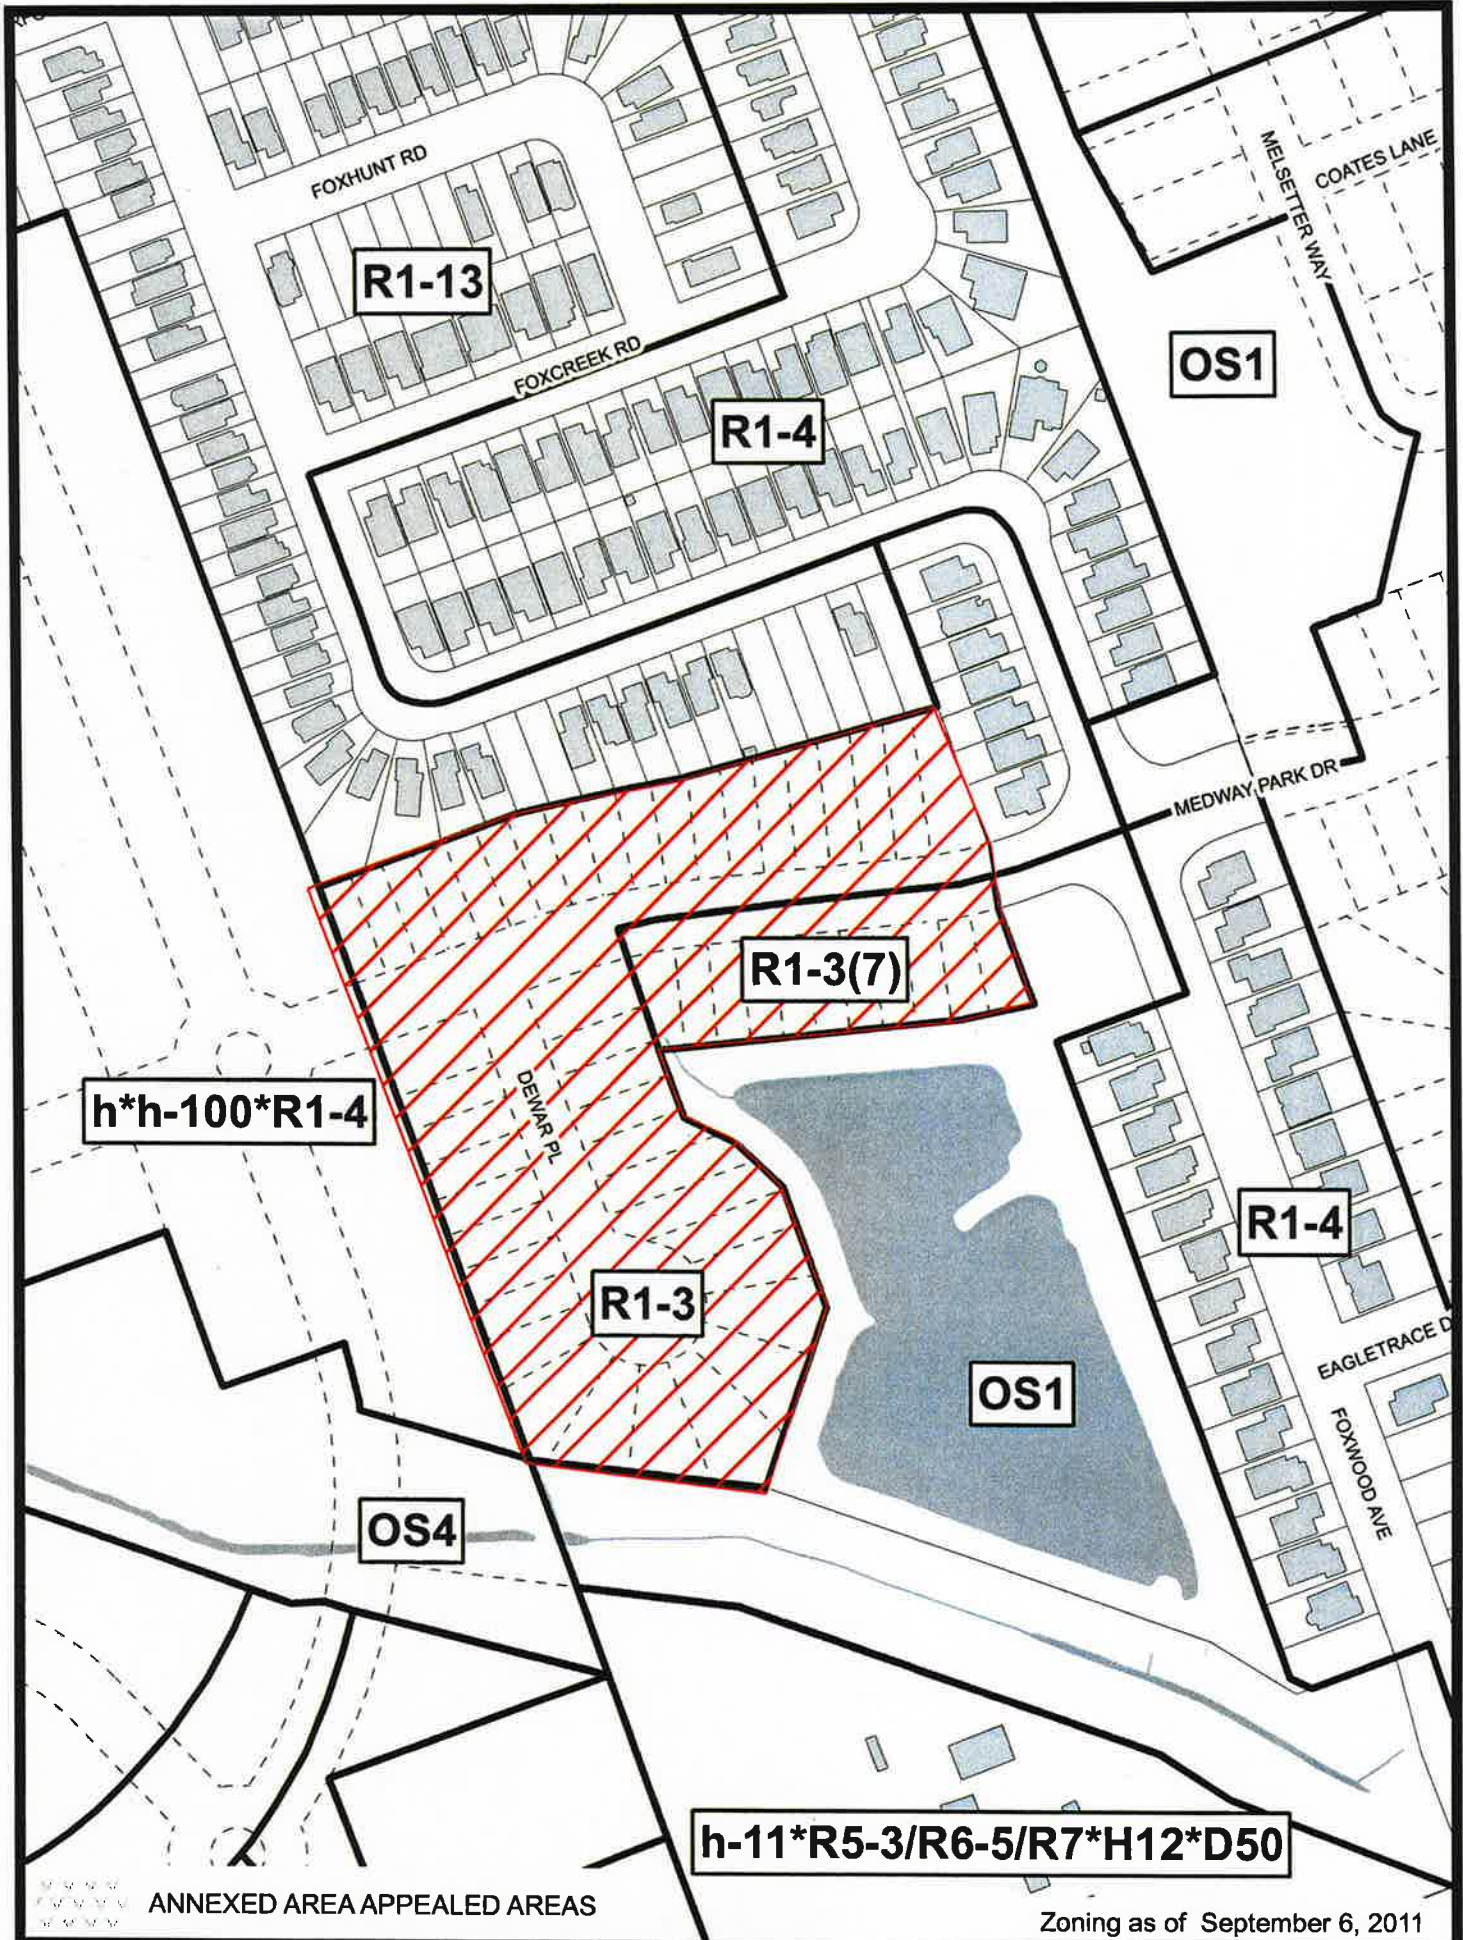 FOXHUNT RD
MELSETTER WAY
COATES LANE
R1-13
OS1
FOXCREEK RD
R1-4
MEDWAY PARK DR
R1-3(7)
DEWAR PL
h*h-100*R1-4
R1-4
R1-3
EAGLETRACE D
OS1
FOXWOOD AVE
OS4
h-11*R5-3/R6-5/R7*H12*D50
ANNEXED AREA APPEALED AREAS
Zoning as of September 6, 2011